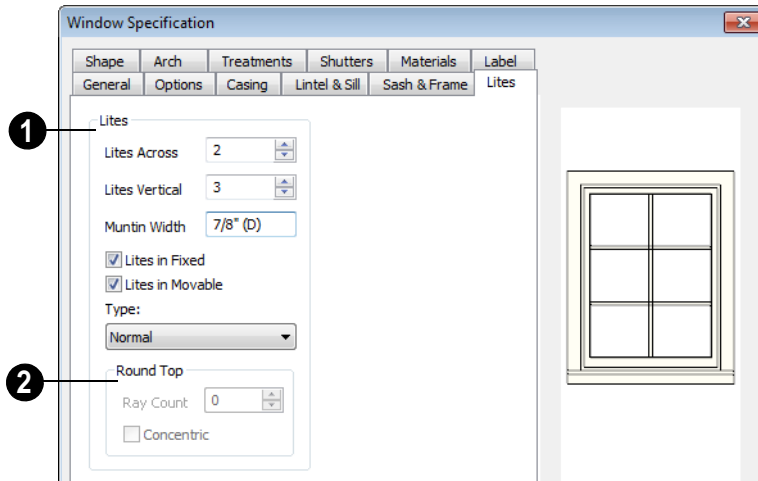 Window Specification
Shape Arch Treatments Shutters Materials Label
General Options Casing Lintel & Sill Sash & Frame Lites
1
Lites
Lites Across 2
Lites Vertical 3
Muntin Width 7/8" (D)
Lites in Fixed
Lites in Movable
Type:
Normal
2
Round Top
Ray Count 0
Concentric